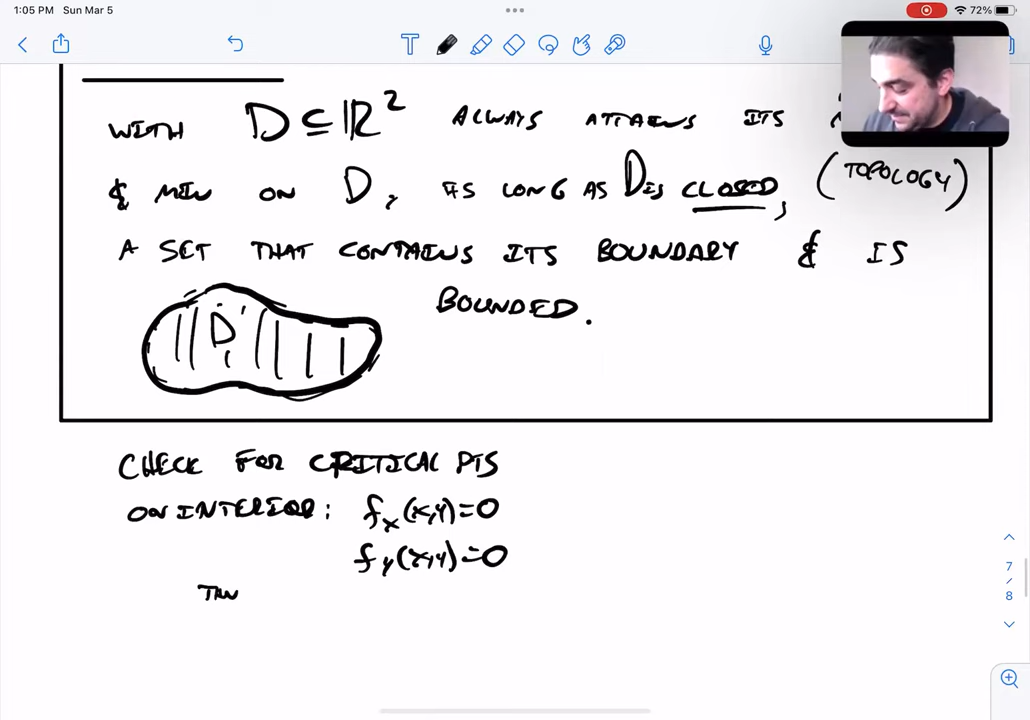 1:05 PM Sun Mar 5
72%
WITH D ⊆ ℝ² ALWAYS ATTAINS ITS
& MIN ON D, AS LONG AS D IS CLOSED, (TOPOLOGY)
A SET THAT CONTAINS ITS BOUNDARY & IS
BOUNDED.
D
CHECK FOR CRITICAL PTS
ON INTERIOR: fₓ(x,y)=0
f_y(x,y)=0
7
/
8